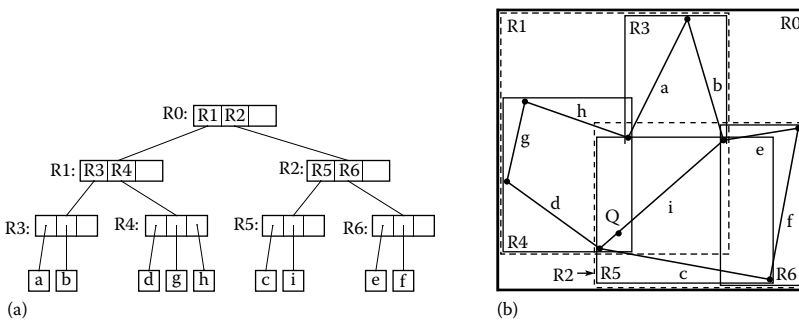 R0: R1 R2
R1: R3 R4
R2: R5 R6
R3:
R4:
R5:
R6:
a b d g h c i e f
(a)
R1 R3 R0
a b
h
g e
d i f
Q
R4
R2 R5 c R6
(b)